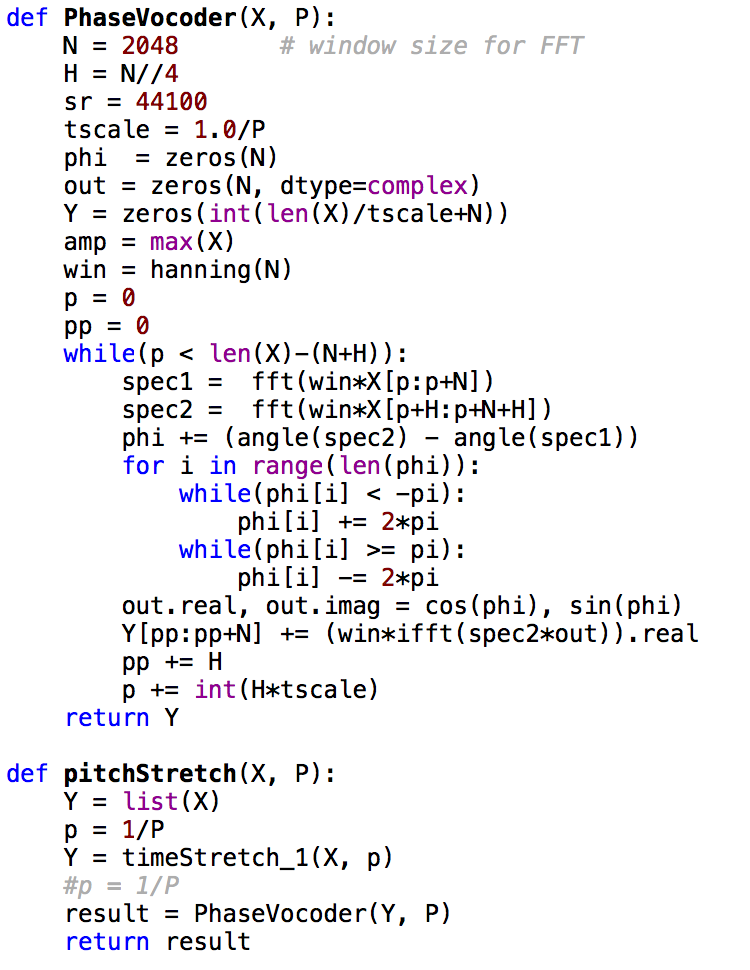 def PhaseVocoder(X, P):
    N = 2048        # window size for FFT
    H = N//4
    sr = 44100
    tscale = 1.0/P
    phi  = zeros(N)
    out = zeros(N, dtype=complex)
    Y = zeros(int(len(X)/tscale+N))
    amp = max(X)
    win = hanning(N)
    p = 0
    pp = 0
    while(p < len(X)-(N+H)):
        spec1 =  fft(win*X[p:p+N])
        spec2 =  fft(win*X[p+H:p+N+H])
        phi += (angle(spec2) - angle(spec1))
        for i in range(len(phi)):
            while(phi[i] < -pi):
                phi[i] += 2*pi
            while(phi[i] >= pi):
                phi[i] -= 2*pi
        out.real, out.imag = cos(phi), sin(phi)
        Y[pp:pp+N] += (win*ifft(spec2*out)).real
        pp += H
        p += int(H*tscale)
    return Y

def pitchStretch(X, P):
    Y = list(X)
    p = 1/P
    Y = timeStretch_1(X, p)
    #p = 1/P
    result = PhaseVocoder(Y, P)
    return result